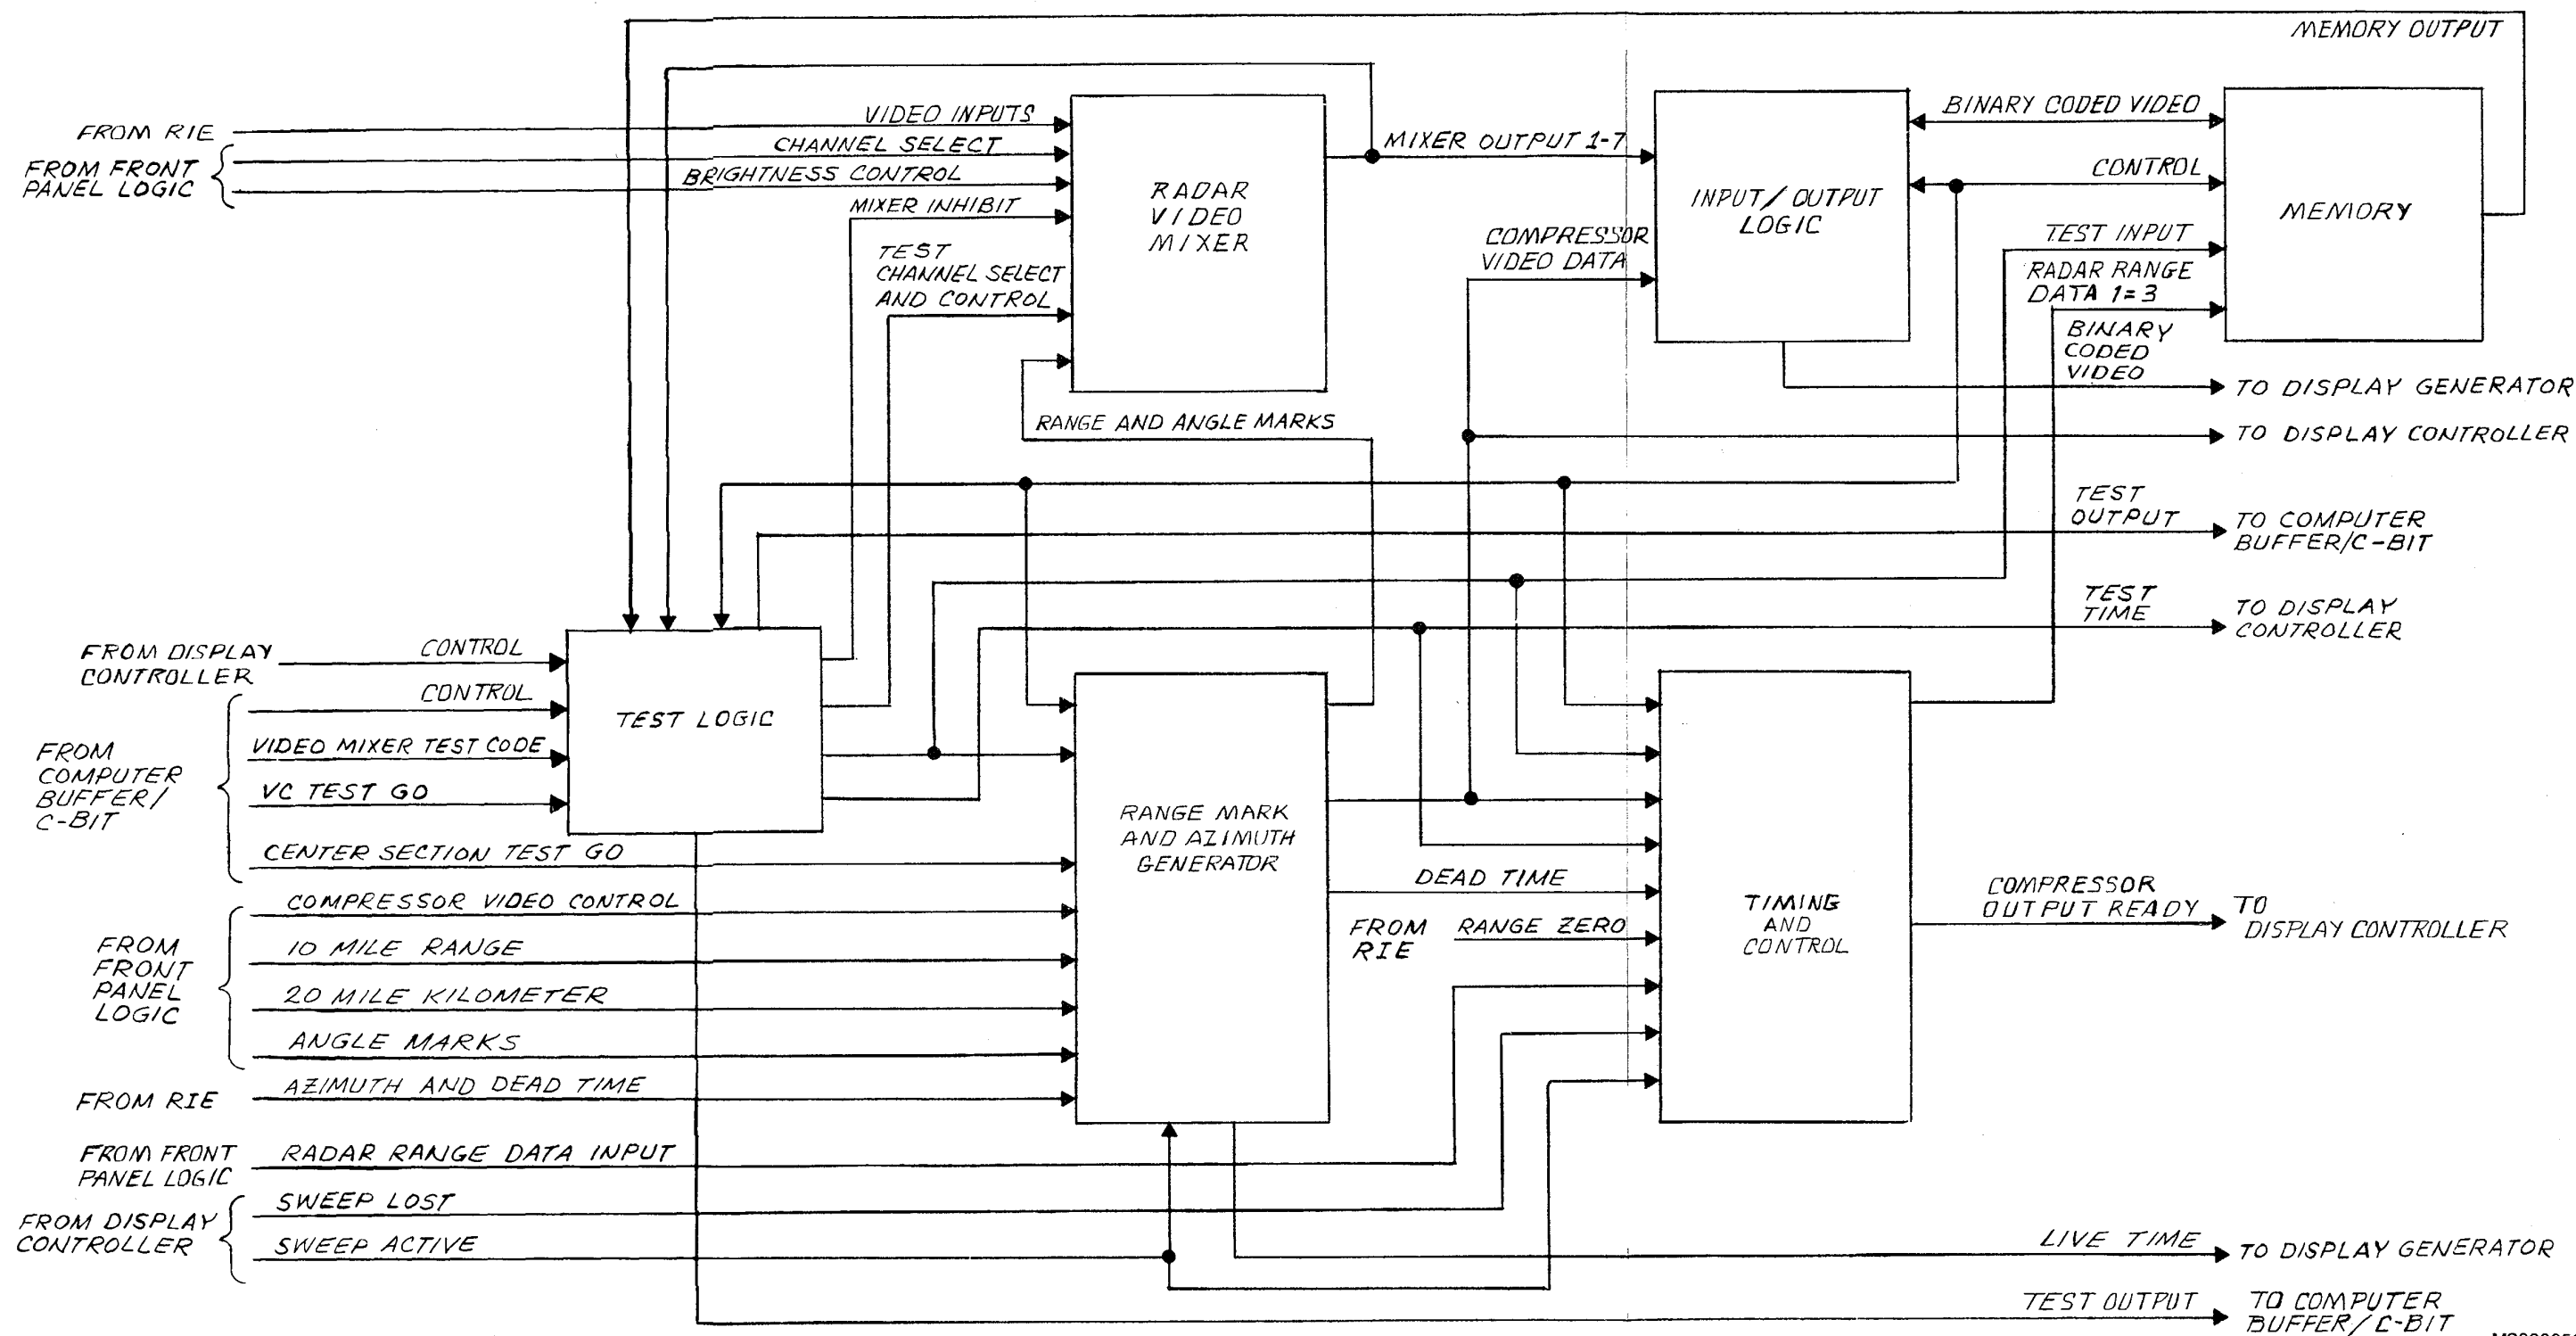 MEMORY OUTPUT
FROM RIE
VIDEO INPUTS
FROM FRONT
PANEL LOGIC
CHANNEL SELECT
BRIGHTNESS CONTROL
MIXER INHIBIT
TEST
CHANNEL SELECT
AND CONTROL
RADAR
VIDEO
MIXER
RANGE AND ANGLE MARKS
MIXER OUTPUT 1-7
COMPRESSOR
VIDEO DATA
INPUT/OUTPUT
LOGIC
BINARY CODED VIDEO
CONTROL
TEST INPUT
RADAR RANGE
DATA 1=3
MEMORY
BINARY
CODED
VIDEO
TO DISPLAY GENERATOR
TO DISPLAY CONTROLLER
TEST
OUTPUT
TO COMPUTER
BUFFER/C-BIT
TEST
TIME
TO DISPLAY
CONTROLLER
FROM DISPLAY
CONTROLLER
CONTROL
CONTROL
VIDEO MIXER TEST CODE
VC TEST GO
CENTER SECTION TEST GO
FROM
COMPUTER
BUFFER/
C-BIT
TEST LOGIC
COMPRESSOR VIDEO CONTROL
10 MILE RANGE
20 MILE KILOMETER
ANGLE MARKS
FROM
FRONT
PANEL
LOGIC
FROM RIE
AZIMUTH AND DEAD TIME
RANGE MARK
AND AZIMUTH
GENERATOR
DEAD TIME
FROM
RIE
RANGE ZERO
TIMING
AND
CONTROL
COMPRESSOR
OUTPUT READY
TO
DISPLAY CONTROLLER
FROM FRONT
PANEL LOGIC
RADAR RANGE DATA INPUT
FROM DISPLAY
CONTROLLER
SWEEP LOST
SWEEP ACTIVE
LIVE TIME
TO DISPLAY GENERATOR
TEST OUTPUT
TO COMPUTER
BUFFER/C-BIT